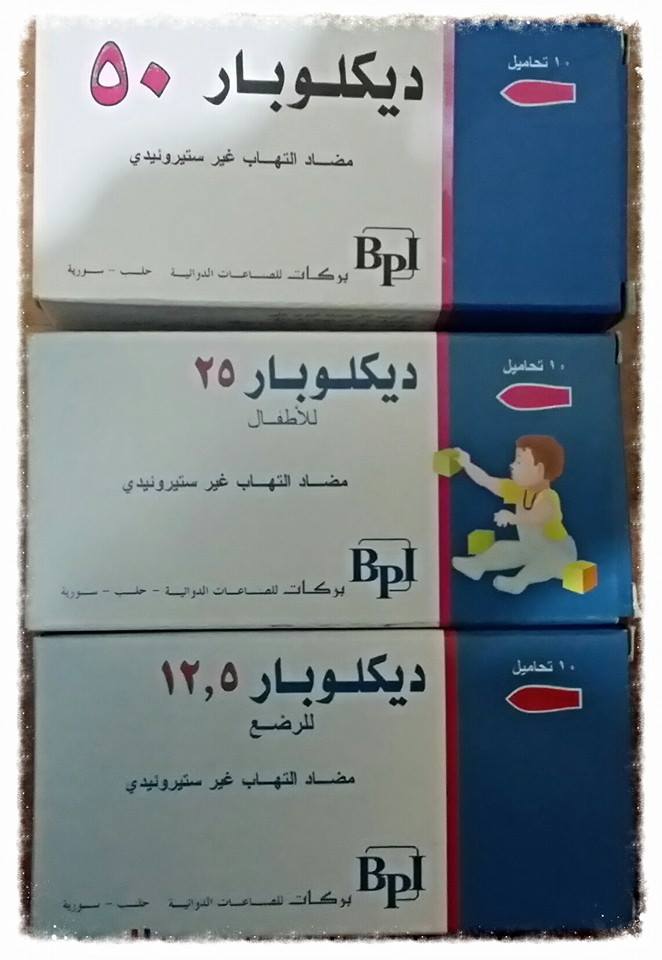 ديكلوبار ٥٠
١٠ تحاميل
مضاد التهاب غير ستيروئيدي
BPI
بركات للصناعات الدوائية حلب - سورية
ديكلوبار ٢٥
١٠ تحاميل
للأطفال
مضاد التهاب غير ستيروئيدي
BPI
بركات للصناعات الدوائية - حلب - سورية
ديكلوبار ١٢,٥
١٠ تحاميل
للرضع
مضاد التهاب غير ستيروئيدي
BPI
بركات للصناعات الدوائية حلب - سورية